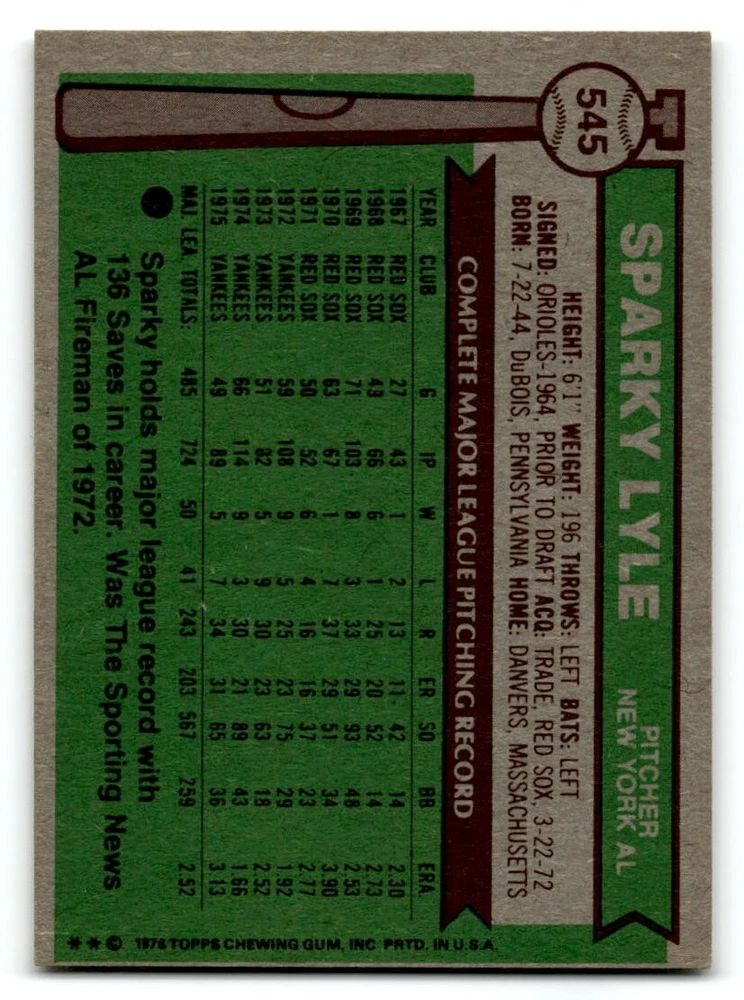 545
SPARKY LYLE
PITCHER
NEW YORK AL
HEIGHT: 6'1" WEIGHT: 196 THROWS: LEFT BATS: LEFT
SIGNED: ORIOLES-1964, PRIOR TO DRAFT ACQ: TRADE, RED SOX, 3-22-72
BORN: 7-22-44, DuBOIS, PENNSYLVANIA HOME: DANVERS, MASSACHUSETTS
COMPLETE MAJOR LEAGUE PITCHING RECORD
YEAR CLUB G IP W L R ER SO BB ERA
1967 RED SOX 27 43 1 2 13 11 42 14 2.30
1968 RED SOX 49 66 6 1 25 20 52 14 2.73
1969 RED SOX 71 103 8 3 33 29 93 48 2.53
1970 RED SOX 63 67 1 7 37 29 51 34 3.90
1971 RED SOX 50 52 6 4 16 16 37 23 2.77
1972 YANKEES 59 108 9 5 25 23 75 29 1.92
1973 YANKEES 51 82 5 9 30 23 63 18 2.52
1974 YANKEES 66 114 9 3 30 21 89 43 1.66
1975 YANKEES 49 89 5 7 34 31 65 36 3.13
MAJ. LEA. TOTALS: 485 724 50 41 243 203 567 259 2.52
Sparky holds major league record with
136 Saves in career. Was The Sporting News
AL Fireman of 1972.
**© 1976 TOPPS CHEWING GUM, INC. PRTD. IN U.S.A.